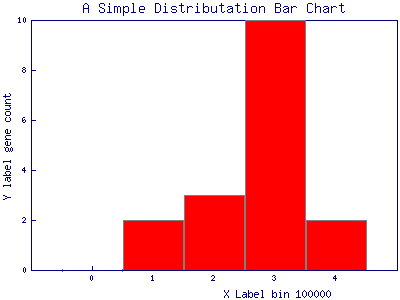 A Simple Distributation Bar Chart
Y label gene count
10
8
6
4
2
0
0 1 2 3 4
X Label bin 100000